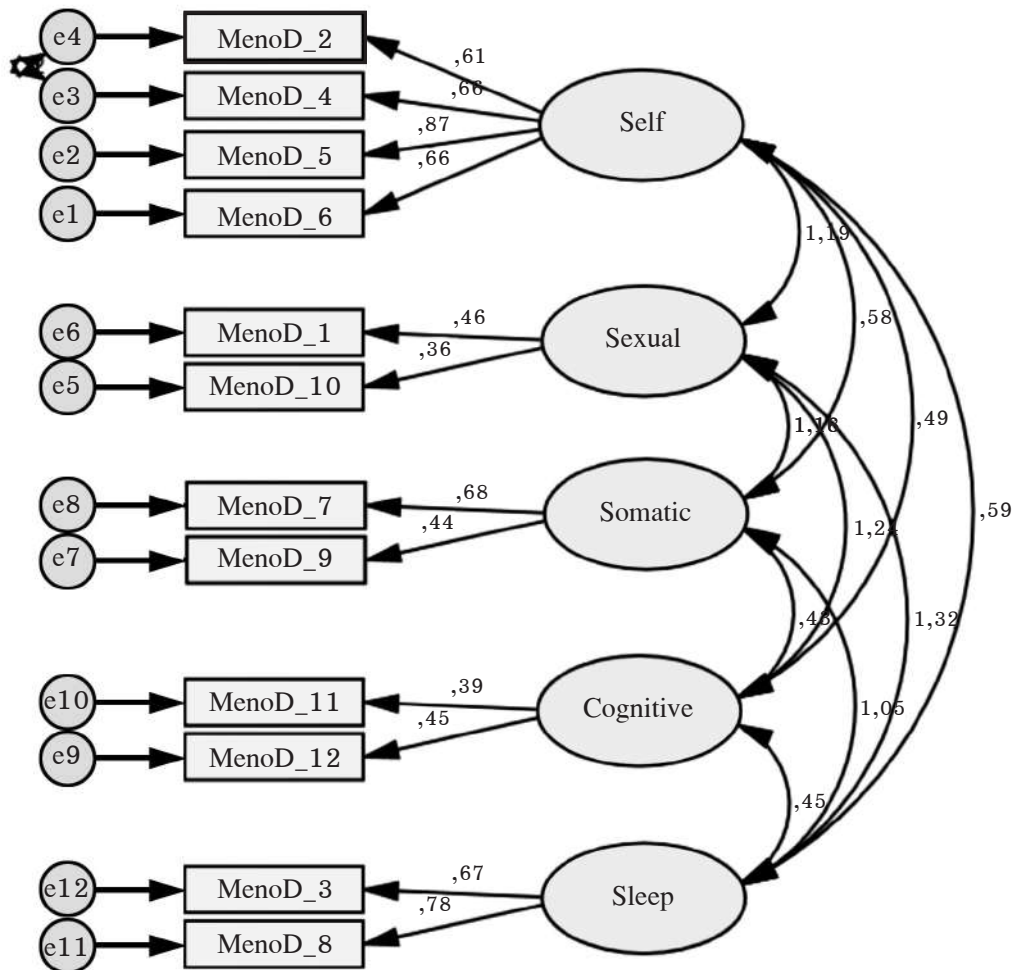 e4 MenoD_2 ,61
e3 MenoD_4 ,66
Self
e2 MenoD_5 ,87
e1 MenoD_6 ,66
1,19
e6 MenoD_1 ,46
Sexual
,58
e5 MenoD_10 ,36
1,18
,49
e8 MenoD_7 ,68
Somatic
,59
e7 MenoD_9 ,44
1,24
,43
1,32
e10 MenoD_11 ,39
Cognitive
1,05
e9 MenoD_12 ,45
,45
e12 MenoD_3 ,67
Sleep
e11 MenoD_8 ,78